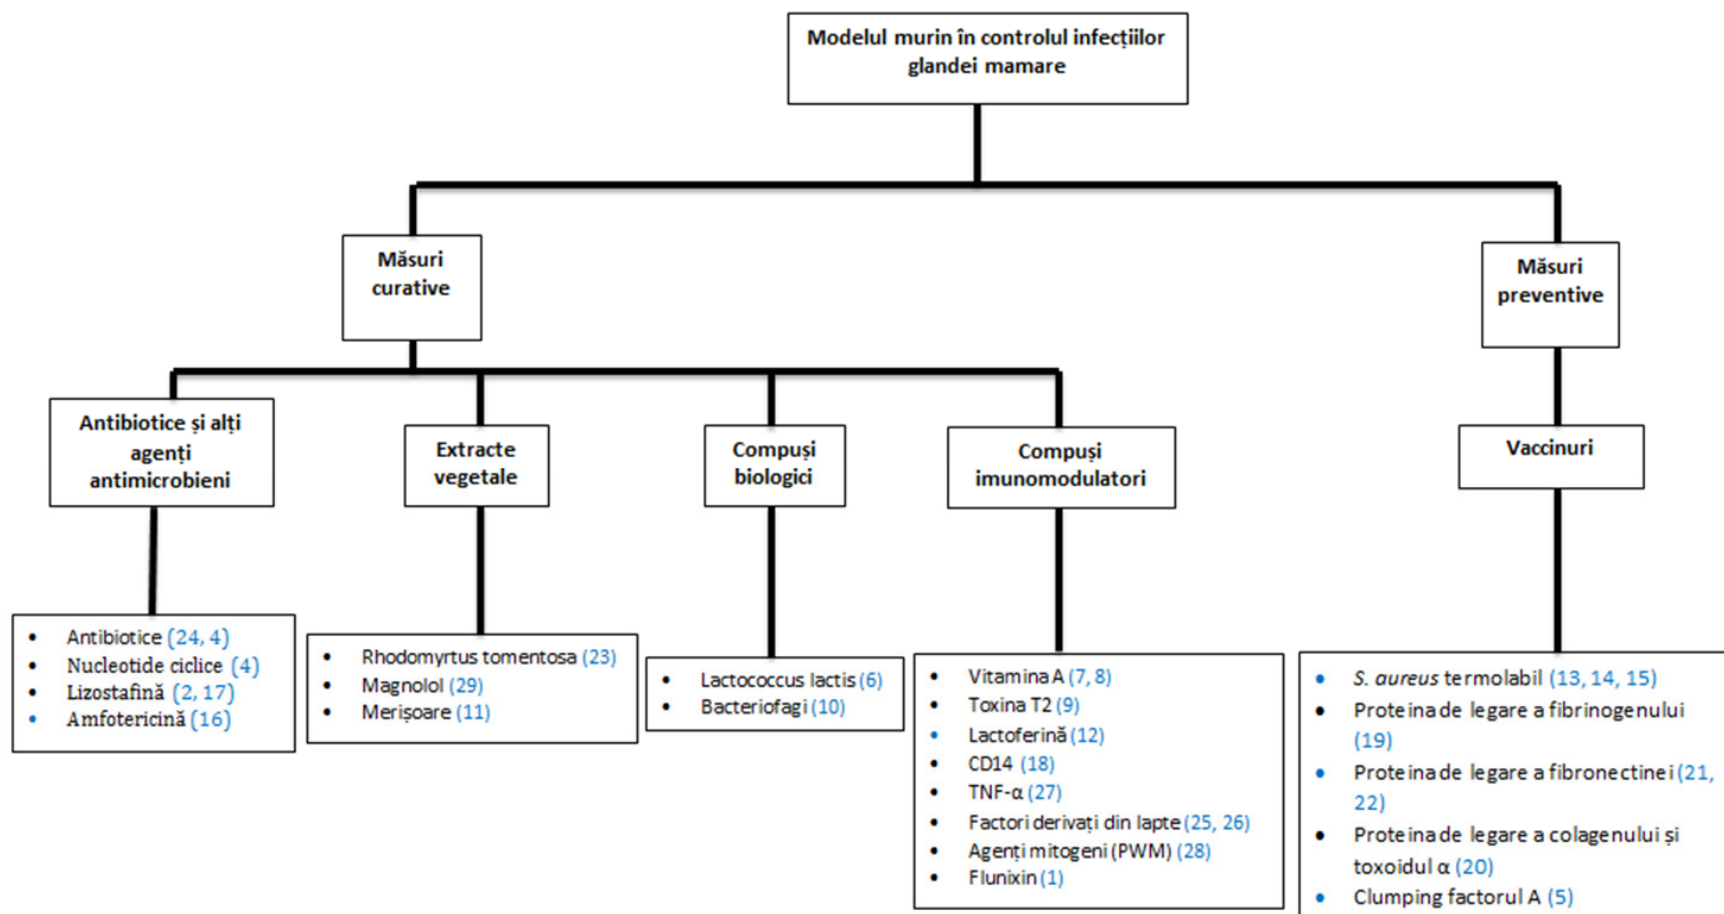 Modelul murin în controlul infecțiilor
glandei mamare
Măsuri
curative
Măsuri
preventive
Antibiotice și alți
agenți
antimicrobieni
Extracte
vegetale
Compuși
biologici
Compuși
imunomodulatori
Vaccinuri
• Antibiotice (24, 4)
• Nucleotide ciclice (4)
• Lizostafină (2, 17)
• Amfotericină (16)
• Rhodomyrtus tomentosa (23)
• Magnolol (29)
• Merișoare (11)
• Lactococcus lactis (6)
• Bacteriofagi (10)
• Vitamina A (7, 8)
• Toxina T2 (9)
• Lactoferină (12)
• CD14 (18)
• TNF-α (27)
• Factori derivați din lapte (25, 26)
• Agenți mitogeni (PWM) (28)
• Flunixin (1)
• S. aureus termolabil (13, 14, 15)
• Proteina de legare a fibrinogenului
(19)
• Proteina de legare a fibronectinei (21,
22)
• Proteina de legare a colagenului și
toxoidul α (20)
• Clumping factorul A (5)